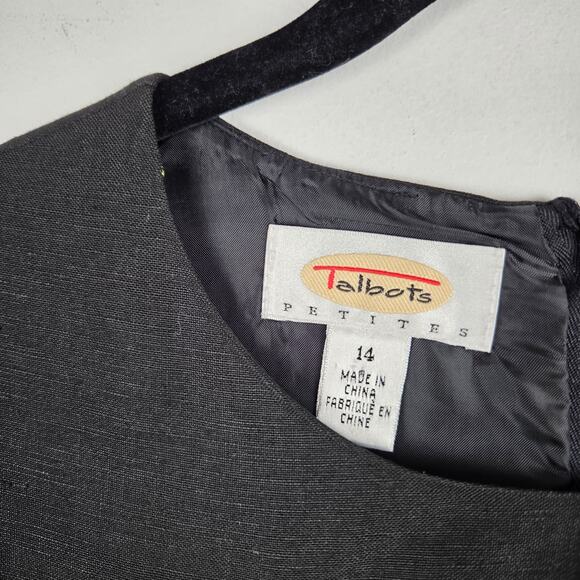 Talbots
PETITES
14
MADE IN
CHINA
FABRIQUÉ EN
CHINE